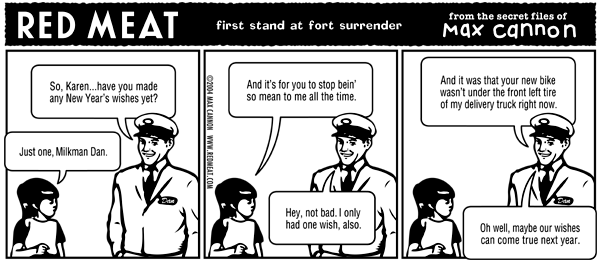 RED MEAT
first stand at fort surrender
from the secret files of
Max cannon
So, Karen...have you made
any New Year's wishes yet?
Just one, Milkman Dan.
Dan
©2004 MAX CANNON WWW.REDMEAT.COM
And it's for you to stop bein'
so mean to me all the time.
Hey, not bad. I only
had one wish, also.
And it was that your new bike
wasn't under the front left tire
of my delivery truck right now.
Dan
Oh well, maybe our wishes
can come true next year.